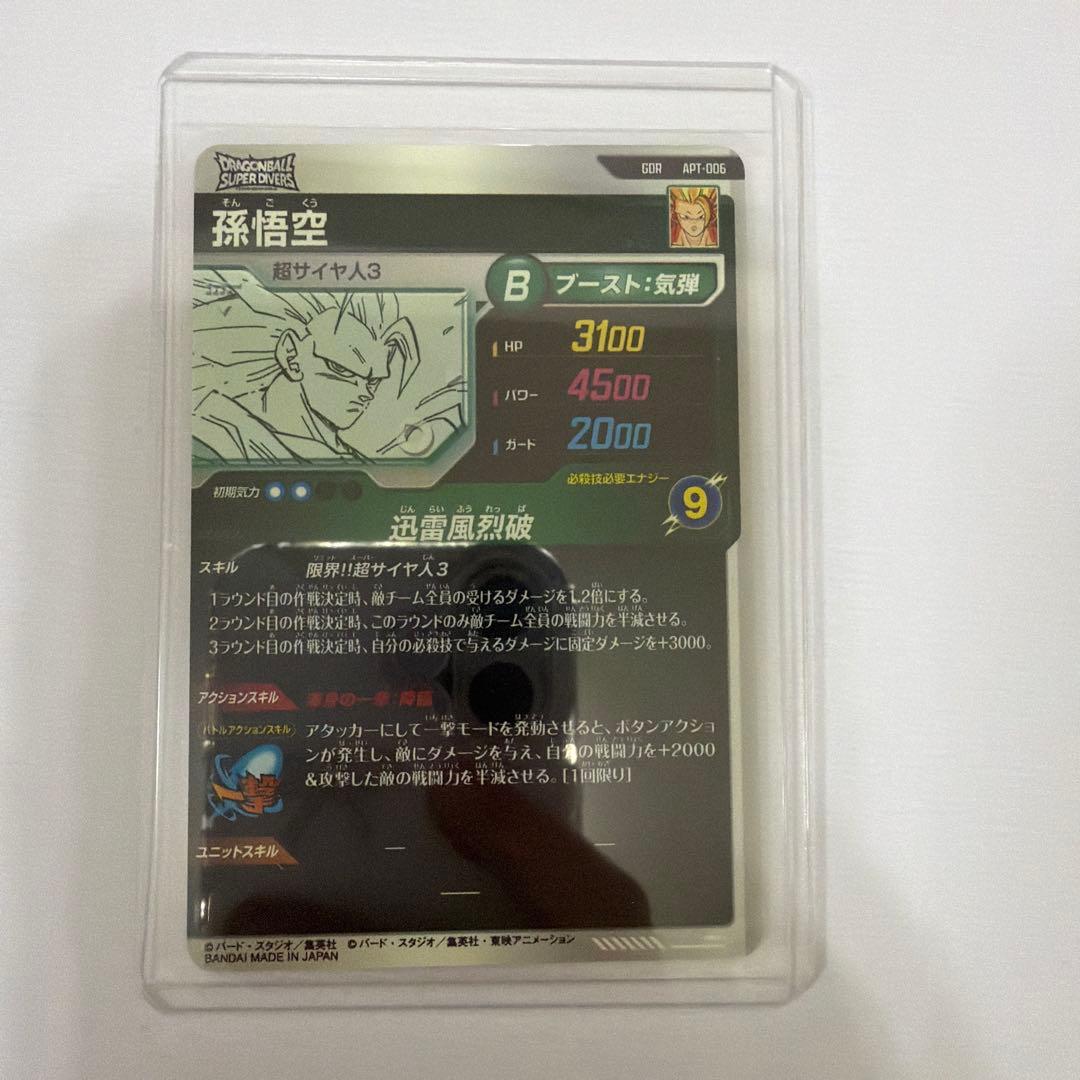 DRAGONBALL
SUPER DIVERS
GDR APT-006
そん ご くう
孫悟空
超サイヤ人3
B ブースト:気弾
HP 3100
パワー 4500
ガード 2000
初期気力
必殺技必要エナジー
9
じん らい ふう れっ ぱ
迅雷風烈破
スキル 限界!!超サイヤ人3
1ラウンド目の作戦決定時、敵チーム全員の受けるダメージを1.2倍にする。
2ラウンド目の作戦決定時、このラウンドのみ敵チーム全員の戦闘力を半減させる。
3ラウンド目の作戦決定時、自分の必殺技で与えるダメージに固定ダメージを+3000。
アクションスキル
バトルアクションスキル
アタッカーにして一撃モードを発動させると、ボタンアクショ
ンが発生し、敵にダメージを与え、自分の戦闘力を+2000
&攻撃した敵の戦闘力を半減させる。[1回限り]
一撃
ユニットスキル
©バード・スタジオ/集英社 ©バード・スタジオ/集英社・東映アニメーション
BANDAI MADE IN JAPAN